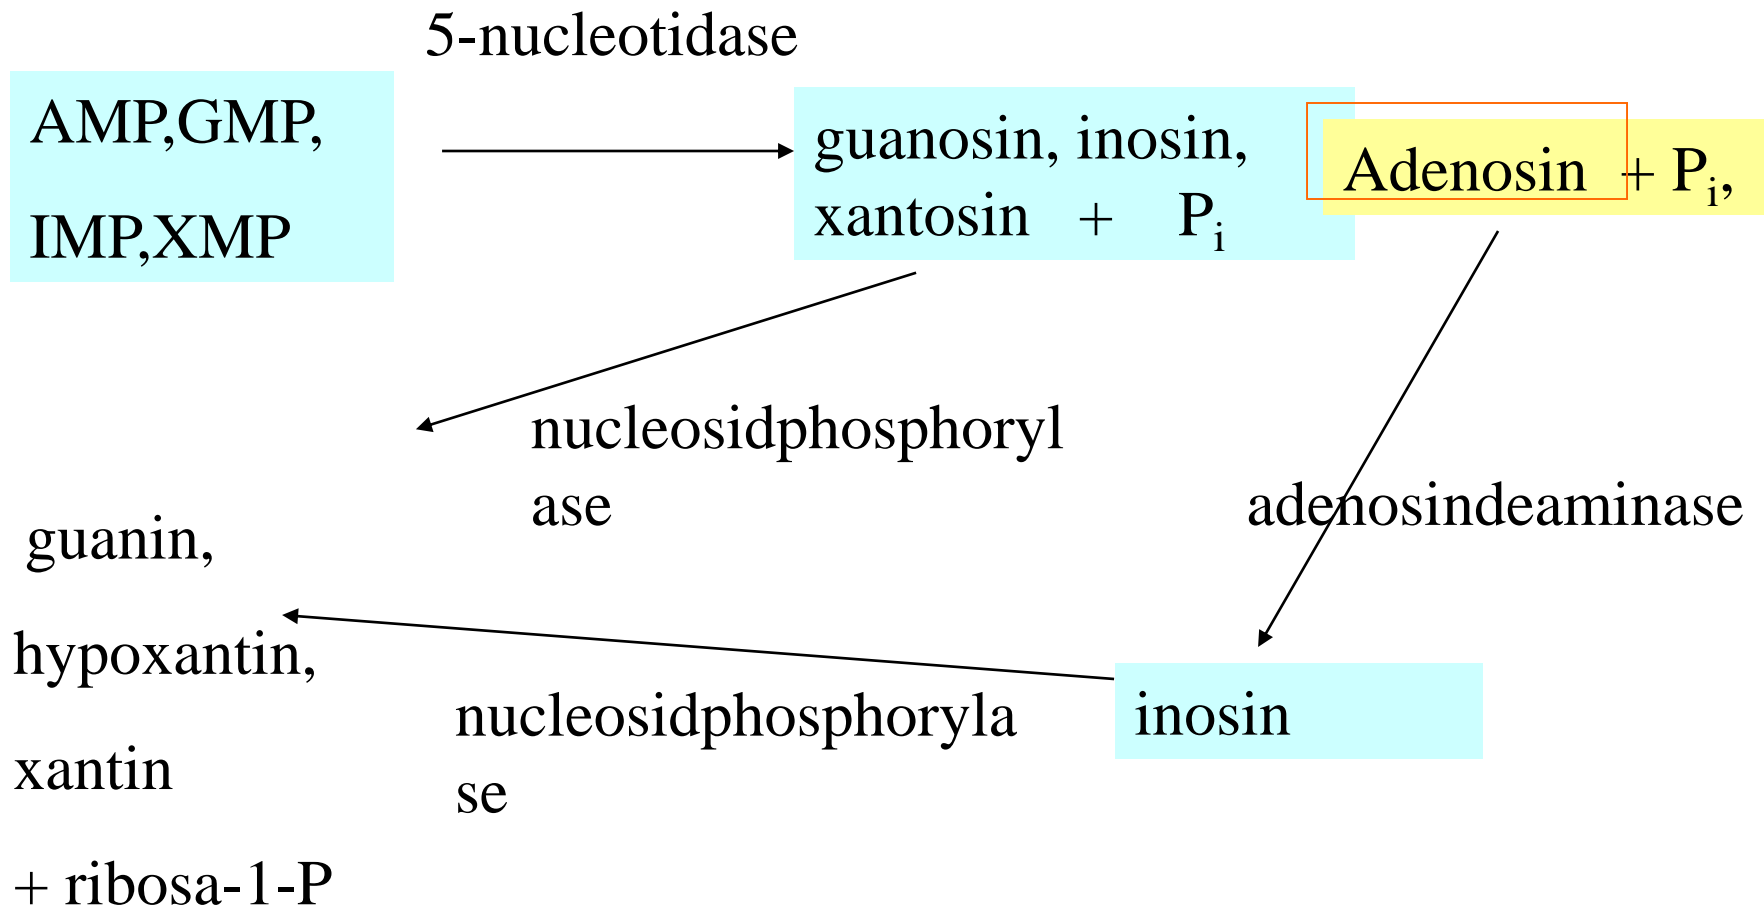 5-nucleotidase
AMP,GMP,
IMP,XMP
guanosin, inosin,
xantosin + Pi
Adenosin + Pi,
nucleosidphosphoryl
ase
adenosindeaminase
guanin,
hypoxantin,
xantin
+ ribosa-1-P
nucleosidphosphoryla
se
inosin